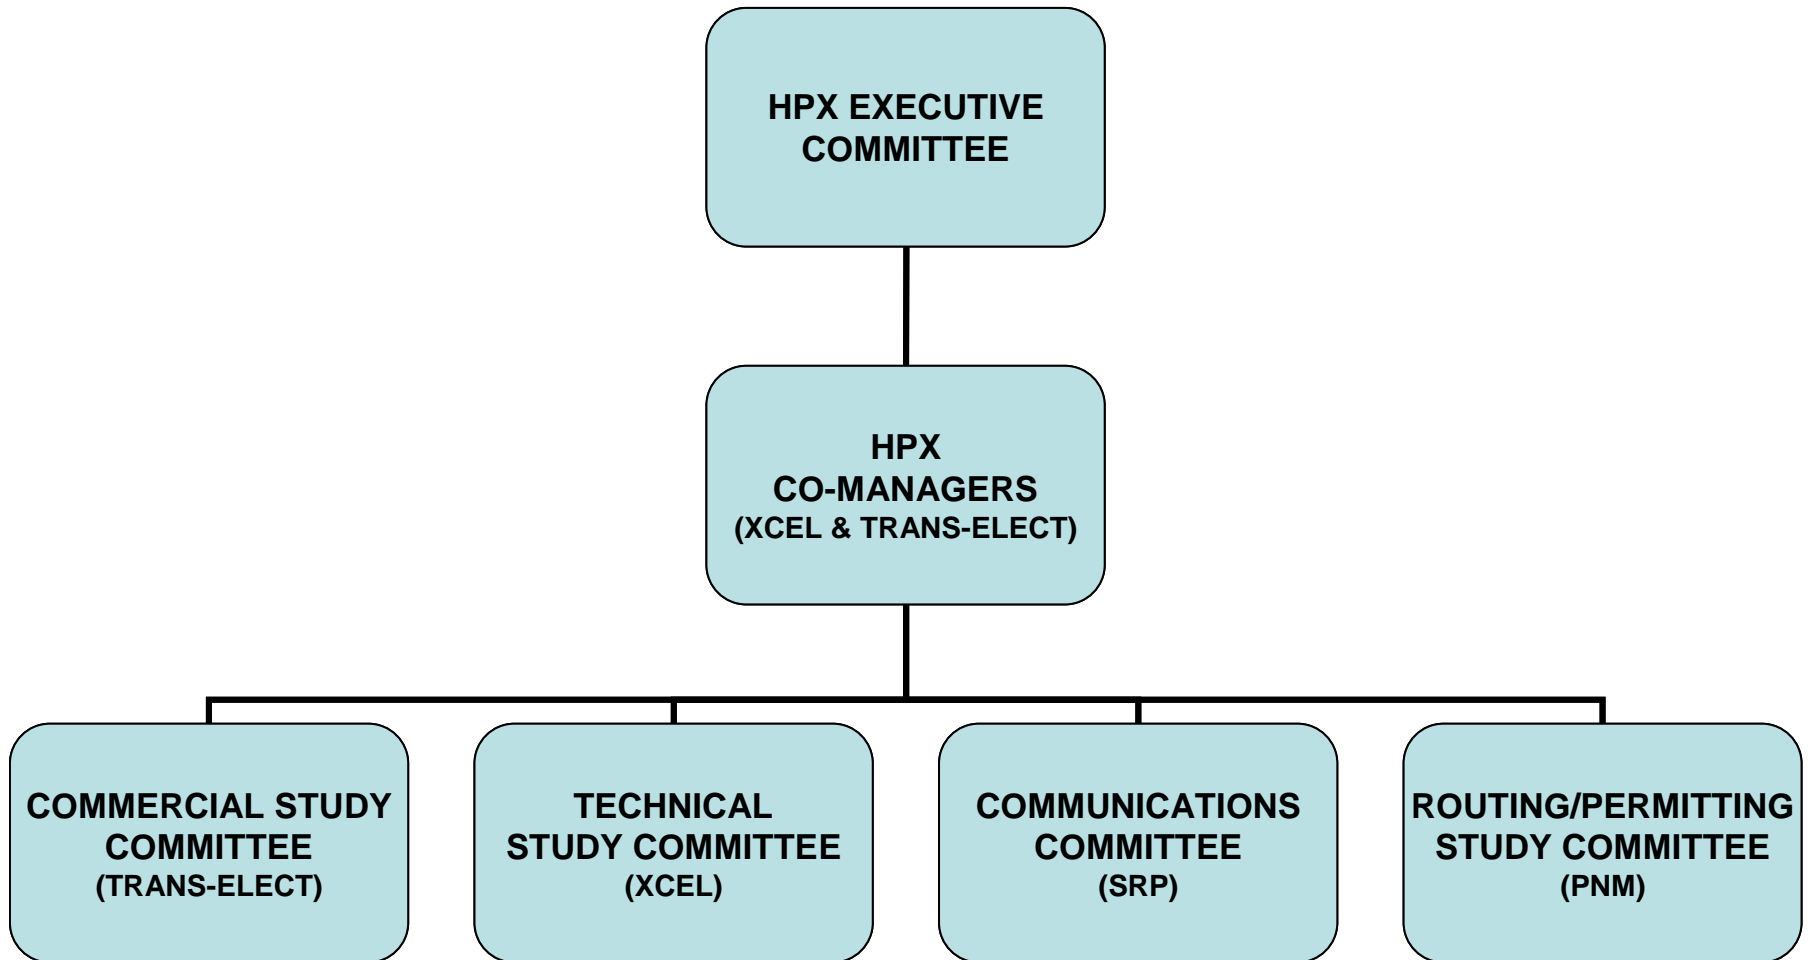 HPX EXECUTIVE
COMMITTEE
HPX
CO-MANAGERS
(XCEL & TRANS-ELECT)
COMMERCIAL STUDY
COMMITTEE
(TRANS-ELECT)
TECHNICAL
STUDY COMMITTEE
(XCEL)
COMMUNICATIONS
COMMITTEE
(SRP)
ROUTING/PERMITTING
STUDY COMMITTEE
(PNM)